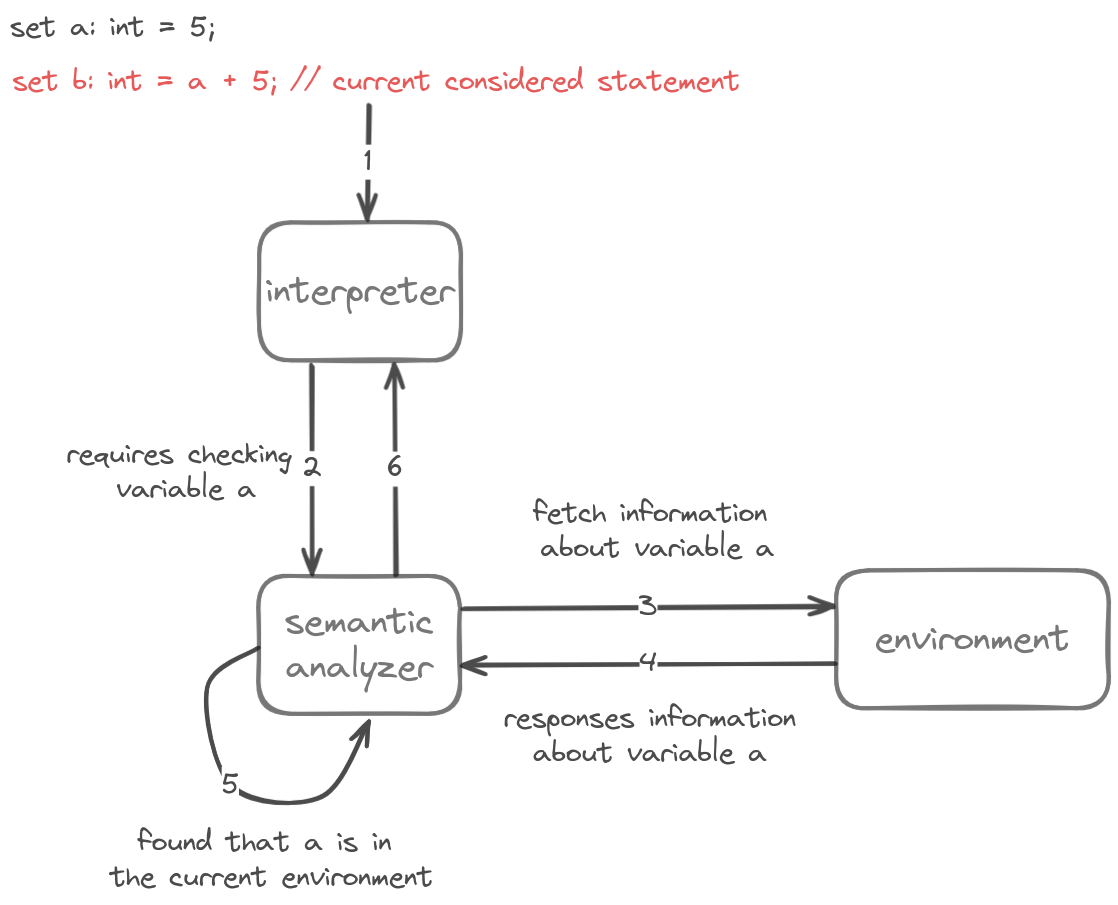 set a: int = 5;
set b: int = a + 5; // current considered statement
1
interpreter
requires checking
variable a
2
6
fetch information
about variable a
semantic
analyzer
3
environment
4
responses information
about variable a
5
found that a is in
the current environment